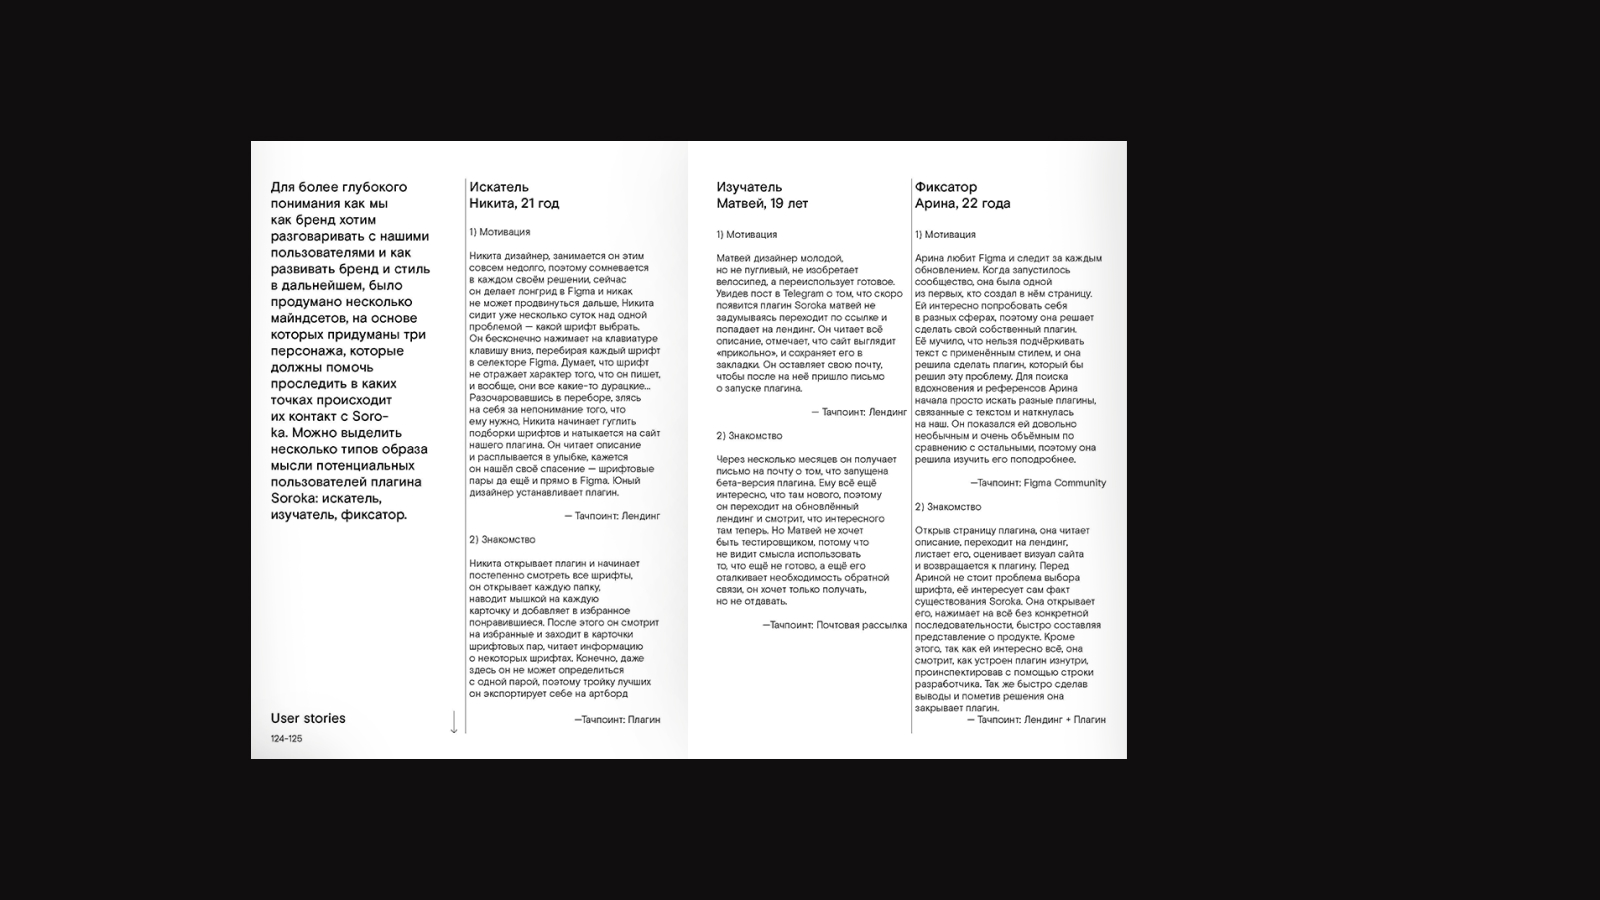 Для более глубокого
понимания как мы
как бренд хотим
разговаривать с нашими
пользователями и как
развивать бренд и стиль
в дальнейшем, было
продумано несколько
майндсетов, на основе
которых придуманы три
персонажа, которые
должны помочь
проследить в каких
точках происходит
их контакт с Soro-
ka. Можно выделить
несколько типов образа
мысли потенциальных
пользователей плагина
Soroka: искатель,
изучатель, фиксатор.
User stories
124-125
Искатель
Никита, 21 год
1) Мотивация
Никита дизайнер, занимается он этим
совсем недолго, поэтому сомневается
в каждом своём решении, сейчас
он делает лонгрид в Figma и никак
не может продвинуться дальше, Никита
сидит уже несколько суток над одной
проблемой — какой шрифт выбрать.
Он бесконечно нажимает на клавиатуре
клавишу вниз, перебирая каждый шрифт
в селекторе Figma. Думает, что шрифт
не отражает характер того, что он пишет,
и вообще, они все какие-то дурацкие...
Разочаровавшись в переборе, злясь
на себя за непонимание того, что
ему нужно, Никита начинает гуглить
подборки шрифтов и натыкается на сайт
нашего плагина. Он читает описание
и расплывается в улыбке, кажется
он нашёл своё спасение — шрифтовые
пары да ещё и прямо в Figma. Юный
дизайнер устанавливает плагин.
— Тачпоинт: Лендинг
2) Знакомство
Никита открывает плагин и начинает
постепенно смотреть все шрифты,
он открывает каждую папку,
наводит мышкой на каждую
карточку и добавляет в избранное
понравившиеся. После этого он смотрит
на избранные и заходит в карточки
шрифтовых пар, читает информацию
о некоторых шрифтах. Конечно, даже
здесь он не может определиться
с одной парой, поэтому тройку лучших
он экспортирует себе на артборд
—Тачпоинт: Плагин
Изучатель
Матвей, 19 лет
1) Мотивация
Матвей дизайнер молодой,
но не пугливый, не изобретает
велосипед, а переиспользует готовое.
Увидев пост в Telegram о том, что скоро
появится плагин Soroka матвей не
задумываясь переходит по ссылке и
попадает на лендинг. Он читает всё
описание, отмечает, что сайт выглядит
«прикольно», и сохраняет его в
закладки. Он оставляет свою почту,
чтобы после на неё пришло письмо
о запуске плагина.
— Тачпоинт: Лендинг
2) Знакомство
Через несколько месяцев он получает
письмо на почту о том, что запущена
бета-версия плагина. Ему всё ещё
интересно, что там нового, поэтому
он переходит на обновлённый
лендинг и смотрит, что интересного
там теперь. Но Матвей не хочет
быть тестировщиком, потому что
не видит смысла использовать
то, что ещё не готово, а ещё его
оталкивает необходимость обратной
связи, он хочет только получать,
но не отдавать.
—Тачпоинт: Почтовая рассылка
Фиксатор
Арина, 22 года
1) Мотивация
Арина любит Figma и следит за каждым
обновлением. Когда запустилось
сообщество, она была одной
из первых, кто создал в нём страницу.
Ей интересно попробовать себя
в разных сферах, поэтому она решает
сделать свой собственный плагин.
Её мучило, что нельзя подчёркивать
текст с применённым стилем, и она
решила сделать плагин, который бы
решил эту проблему. Для поиска
вдохновения и референсов Арина
начала просто искать разные плагины,
связанные с текстом и наткнулась
на наш. Он показался ей довольно
необычным и очень объёмным по
сравнению с остальными, поэтому она
решила изучить его поподробнее.
—Тачпоинт: Figma Community
2) Знакомство
Открыв страницу плагина, она читает
описание, переходит на лендинг,
листает его, оценивает визуал сайта
и возвращается к плагину. Перед
Ариной не стоит проблема выбора
шрифта, её интересует сам факт
существования Soroka. Она открывает
его, нажимает на всё без конкретной
последовательности, быстро составляя
представление о продукте. Кроме
этого, так как ей интересно всё, она
смотрит, как устроен плагин изнутри,
проинспектировав с помощью строки
разработчика. Так же быстро сделав
выводы и пометив решения она
закрывает плагин.
— Тачпоинт: Лендинг + Плагин